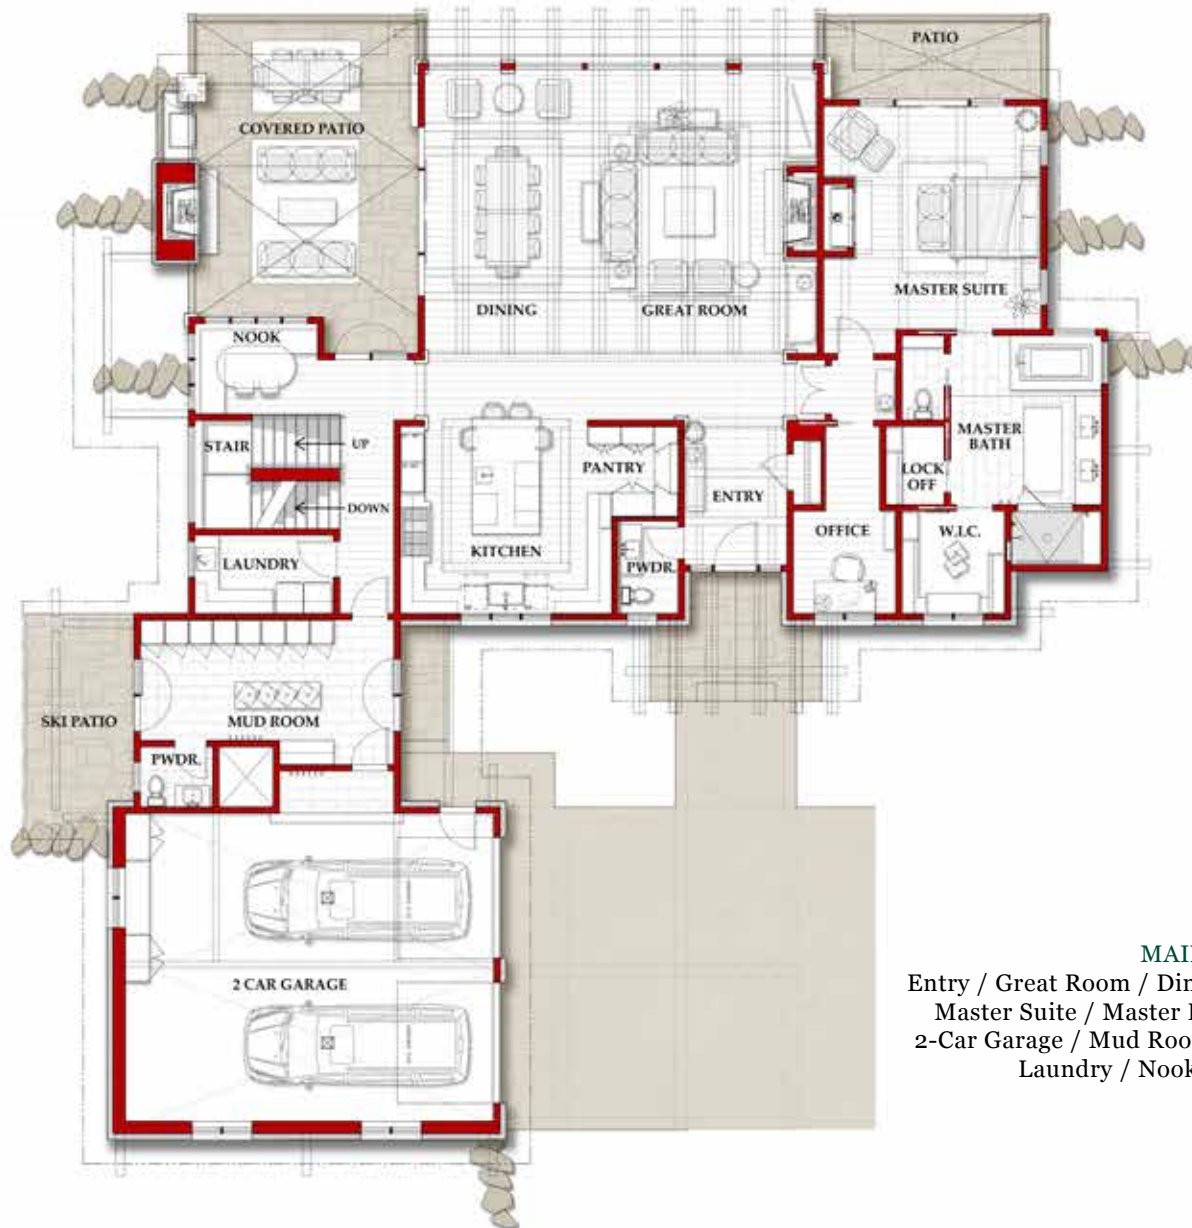 PATIO
COVERED PATIO
MASTER SUITE
DINING
GREAT ROOM
NOOK
STAIR
UP
MASTER
BATH
PANTRY
LOCK
OFF
ENTRY
DOWN
KITCHEN
OFFICE
W.I.C.
LAUNDRY
PWDR.
SKI PATIO
MUD ROOM
PWDR.
2 CAR GARAGE
Entry / Great Room / Din
Master Suite / Master
2-Car Garage / Mud Roo
Laundry / Nook